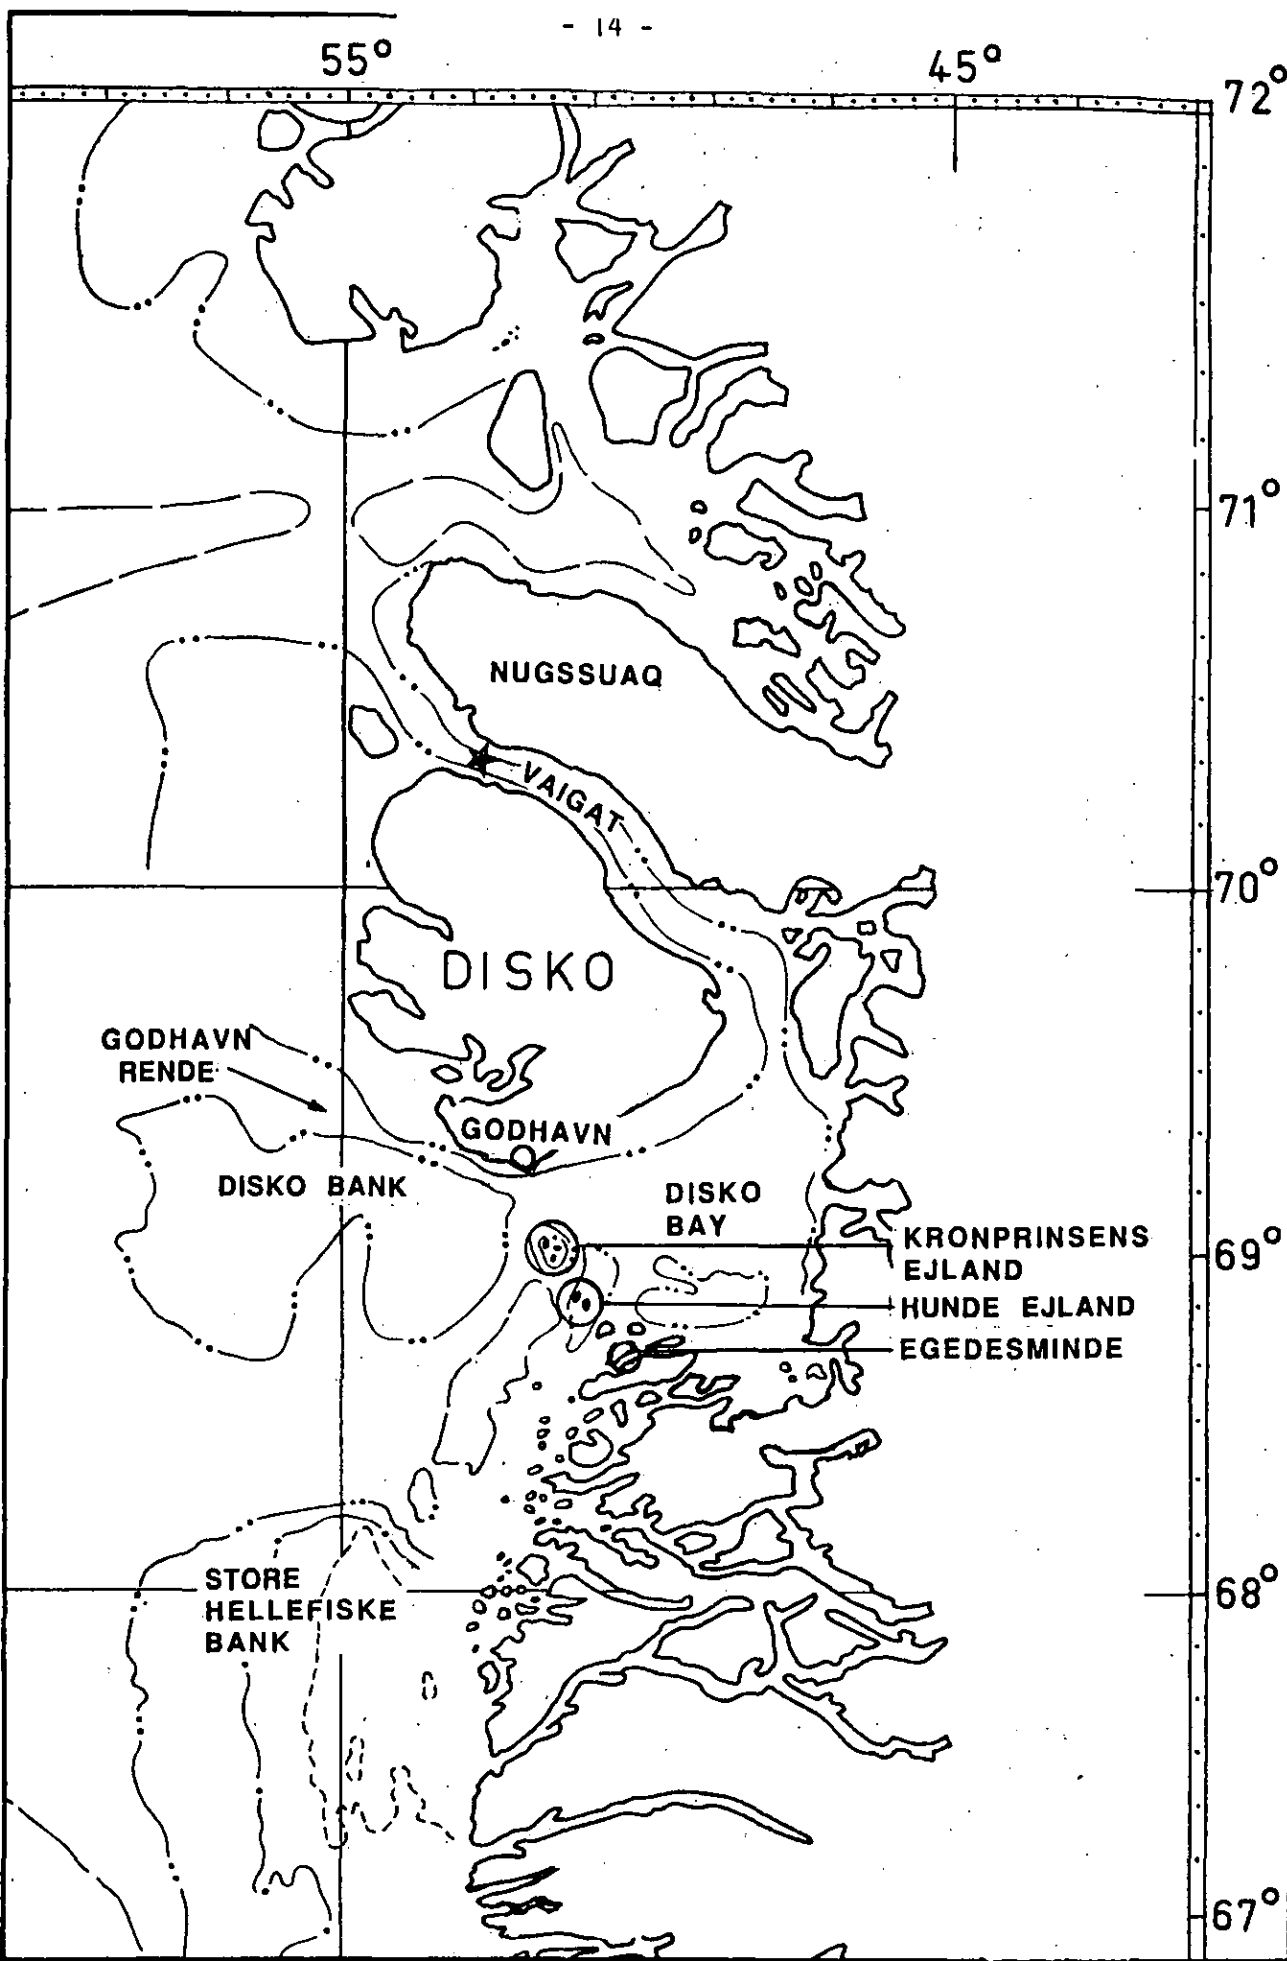 - 14 -
55°
45°
72°
71°
NUGSSUAQ
VAIGAT
70°
DISKO
GODHAVN
RENDE
GODHAVN
DISKO BANK
DISKO
BAY
KRONPRINSENS
EJLAND
69°
HUNDE EJLAND
EGEDESMINDE
68°
STORE
HELLEFISKE
BANK
67°